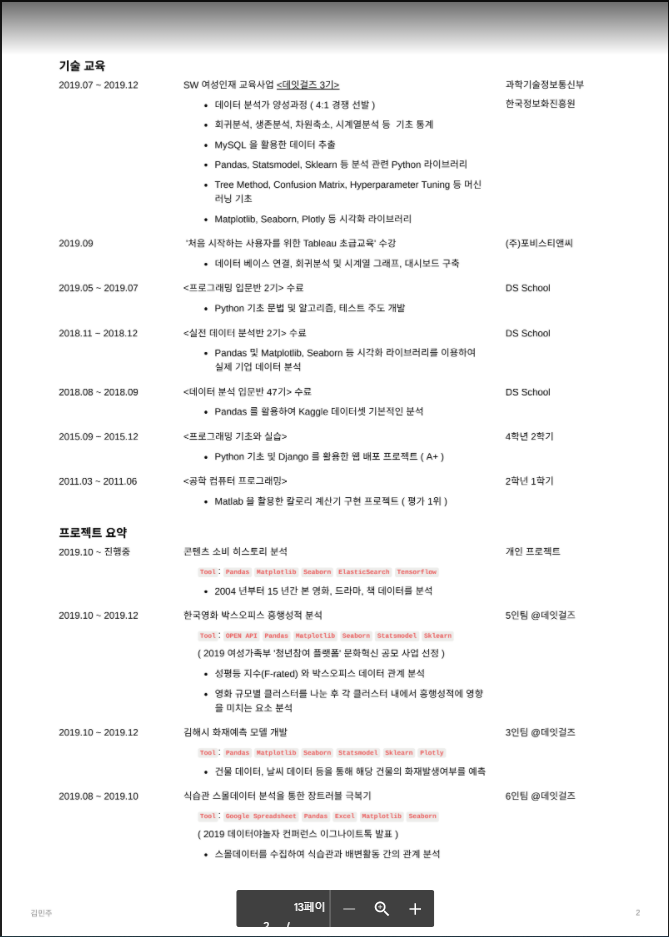 기술 교육
2019.07 ~ 2019.12 SW 여성인재 교육사업 <데잇걸즈 3기> 과학기술정보통신부
데이터 분석가 양성과정 ( 4:1 경쟁 선발 ) 한국정보화진흥원
회귀분석, 생존분석, 차원축소, 시계열분석 등 기초 통계
MySQL 을 활용한 데이터 추출
Pandas, Statsmodel, Sklearn 등 분석 관련 Python 라이브러리
Tree Method, Confusion Matrix, Hyperparameter Tuning 등 머신
러닝 기초
Matplotlib, Seaborn, Plotly 등 시각화 라이브러리
2019.09 '처음 시작하는 사용자를 위한 Tableau 초급교육' 수강 (주)포비스티앤씨
데이터 베이스 연결, 회귀분석 및 시계열 그래프, 대시보드 구축
2019.05 ~ 2019.07 <프로그래밍 입문반 2기> 수료 DS School
Python 기초 문법 및 알고리즘, 테스트 주도 개발
2018.11 ~ 2018.12 <실전 데이터 분석반 2기> 수료 DS School
Pandas 및 Matplotlib, Seaborn 등 시각화 라이브러리를 이용하여
실제 기업 데이터 분석
2018.08 ~ 2018.09 <데이터 분석 입문반 47기> 수료 DS School
Pandas 를 활용하여 Kaggle 데이터셋 기본적인 분석
2015.09 ~ 2015.12 <프로그래밍 기초와 실습> 4학년 2학기
Python 기초 및 Django 를 활용한 웹 배포 프로젝트 ( A+ )
2011.03 ~ 2011.06 <공학 컴퓨터 프로그래밍> 2학년 1학기
Matlab 을 활용한 칼로리 계산기 구현 프로젝트 ( 평가 1위 )
프로젝트 요약
2019.10 ~ 진행중 콘텐츠 소비 히스토리 분석 개인 프로젝트
Tool : Pandas Matplotlib Seaborn ElasticSearch Tensorflow
2004 년부터 15 년간 본 영화, 드라마, 책 데이터를 분석
2019.10 ~ 2019.12 한국영화 박스오피스 흥행성적 분석 5인팀 @데잇걸즈
Tool : OPEN API Pandas Matplotlib Seaborn Statsmodel Sklearn
( 2019 여성가족부 '청년참여 플랫폼' 문화혁신 공모 사업 선정 )
성평등 지수(F-rated) 와 박스오피스 데이터 관계 분석
영화 규모별 클러스터를 나눈 후 각 클러스터 내에서 흥행성적에 영향
을 미치는 요소 분석
2019.10 ~ 2019.12 김해시 화재예측 모델 개발 3인팀 @데잇걸즈
Tool : Pandas Matplotlib Seaborn Statsmodel Sklearn Plotly
건물 데이터, 날씨 데이터 등을 통해 해당 건물의 화재발생여부를 예측
2019.08 ~ 2019.10 식습관 스몰데이터 분석을 통한 장트러블 극복기 6인팀 @데잇걸즈
Tool : Google Spreadsheet Pandas Excel Matplotlib Seaborn
( 2019 데이터야놀자 컨퍼런스 이그나이트톡 발표 )
스몰데이터를 수집하여 식습관과 배변활동 간의 관계 분석
13페이
2 /
김민주 2